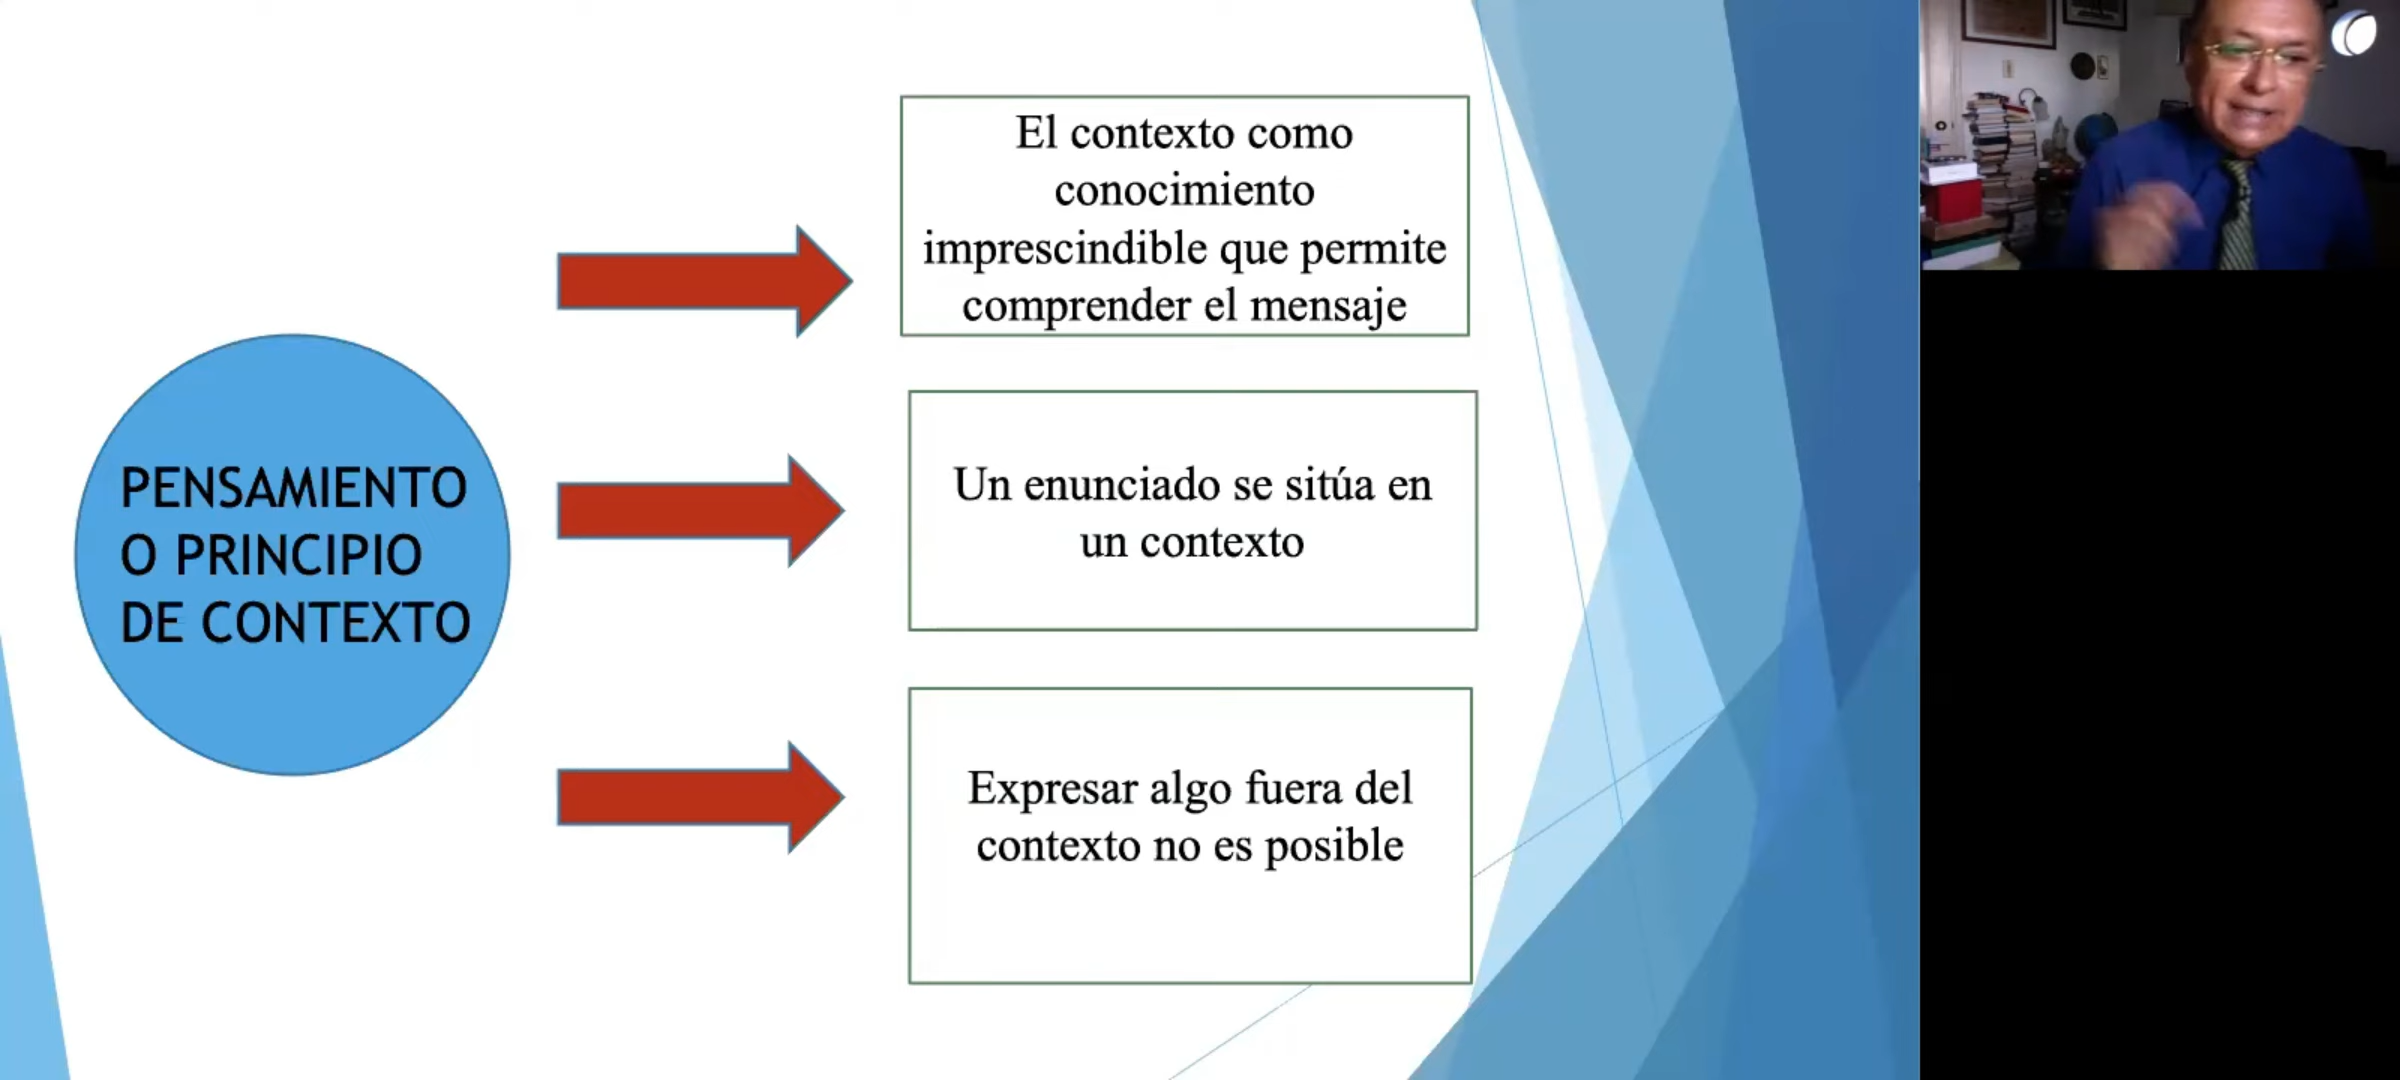 PENSAMIENTO
O PRINCIPIO
DE CONTEXTO
El contexto como
conocimiento
imprescindible que permite
comprender el mensaje
Un enunciado se sitúa en
un contexto
Expresar algo fuera del
contexto no es posible